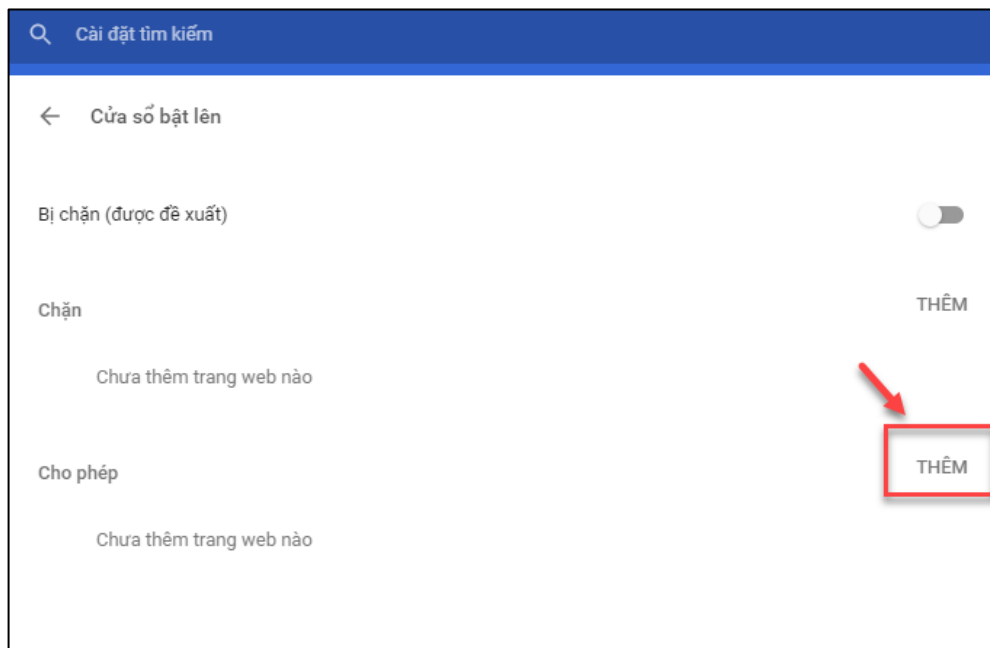 Cài đặt tìm kiếm
Cửa sổ bật lên
Bị chặn (được đề xuất)
Chặn THÊM
Chưa thêm trang web nào
Cho phép THÊM
Chưa thêm trang web nào